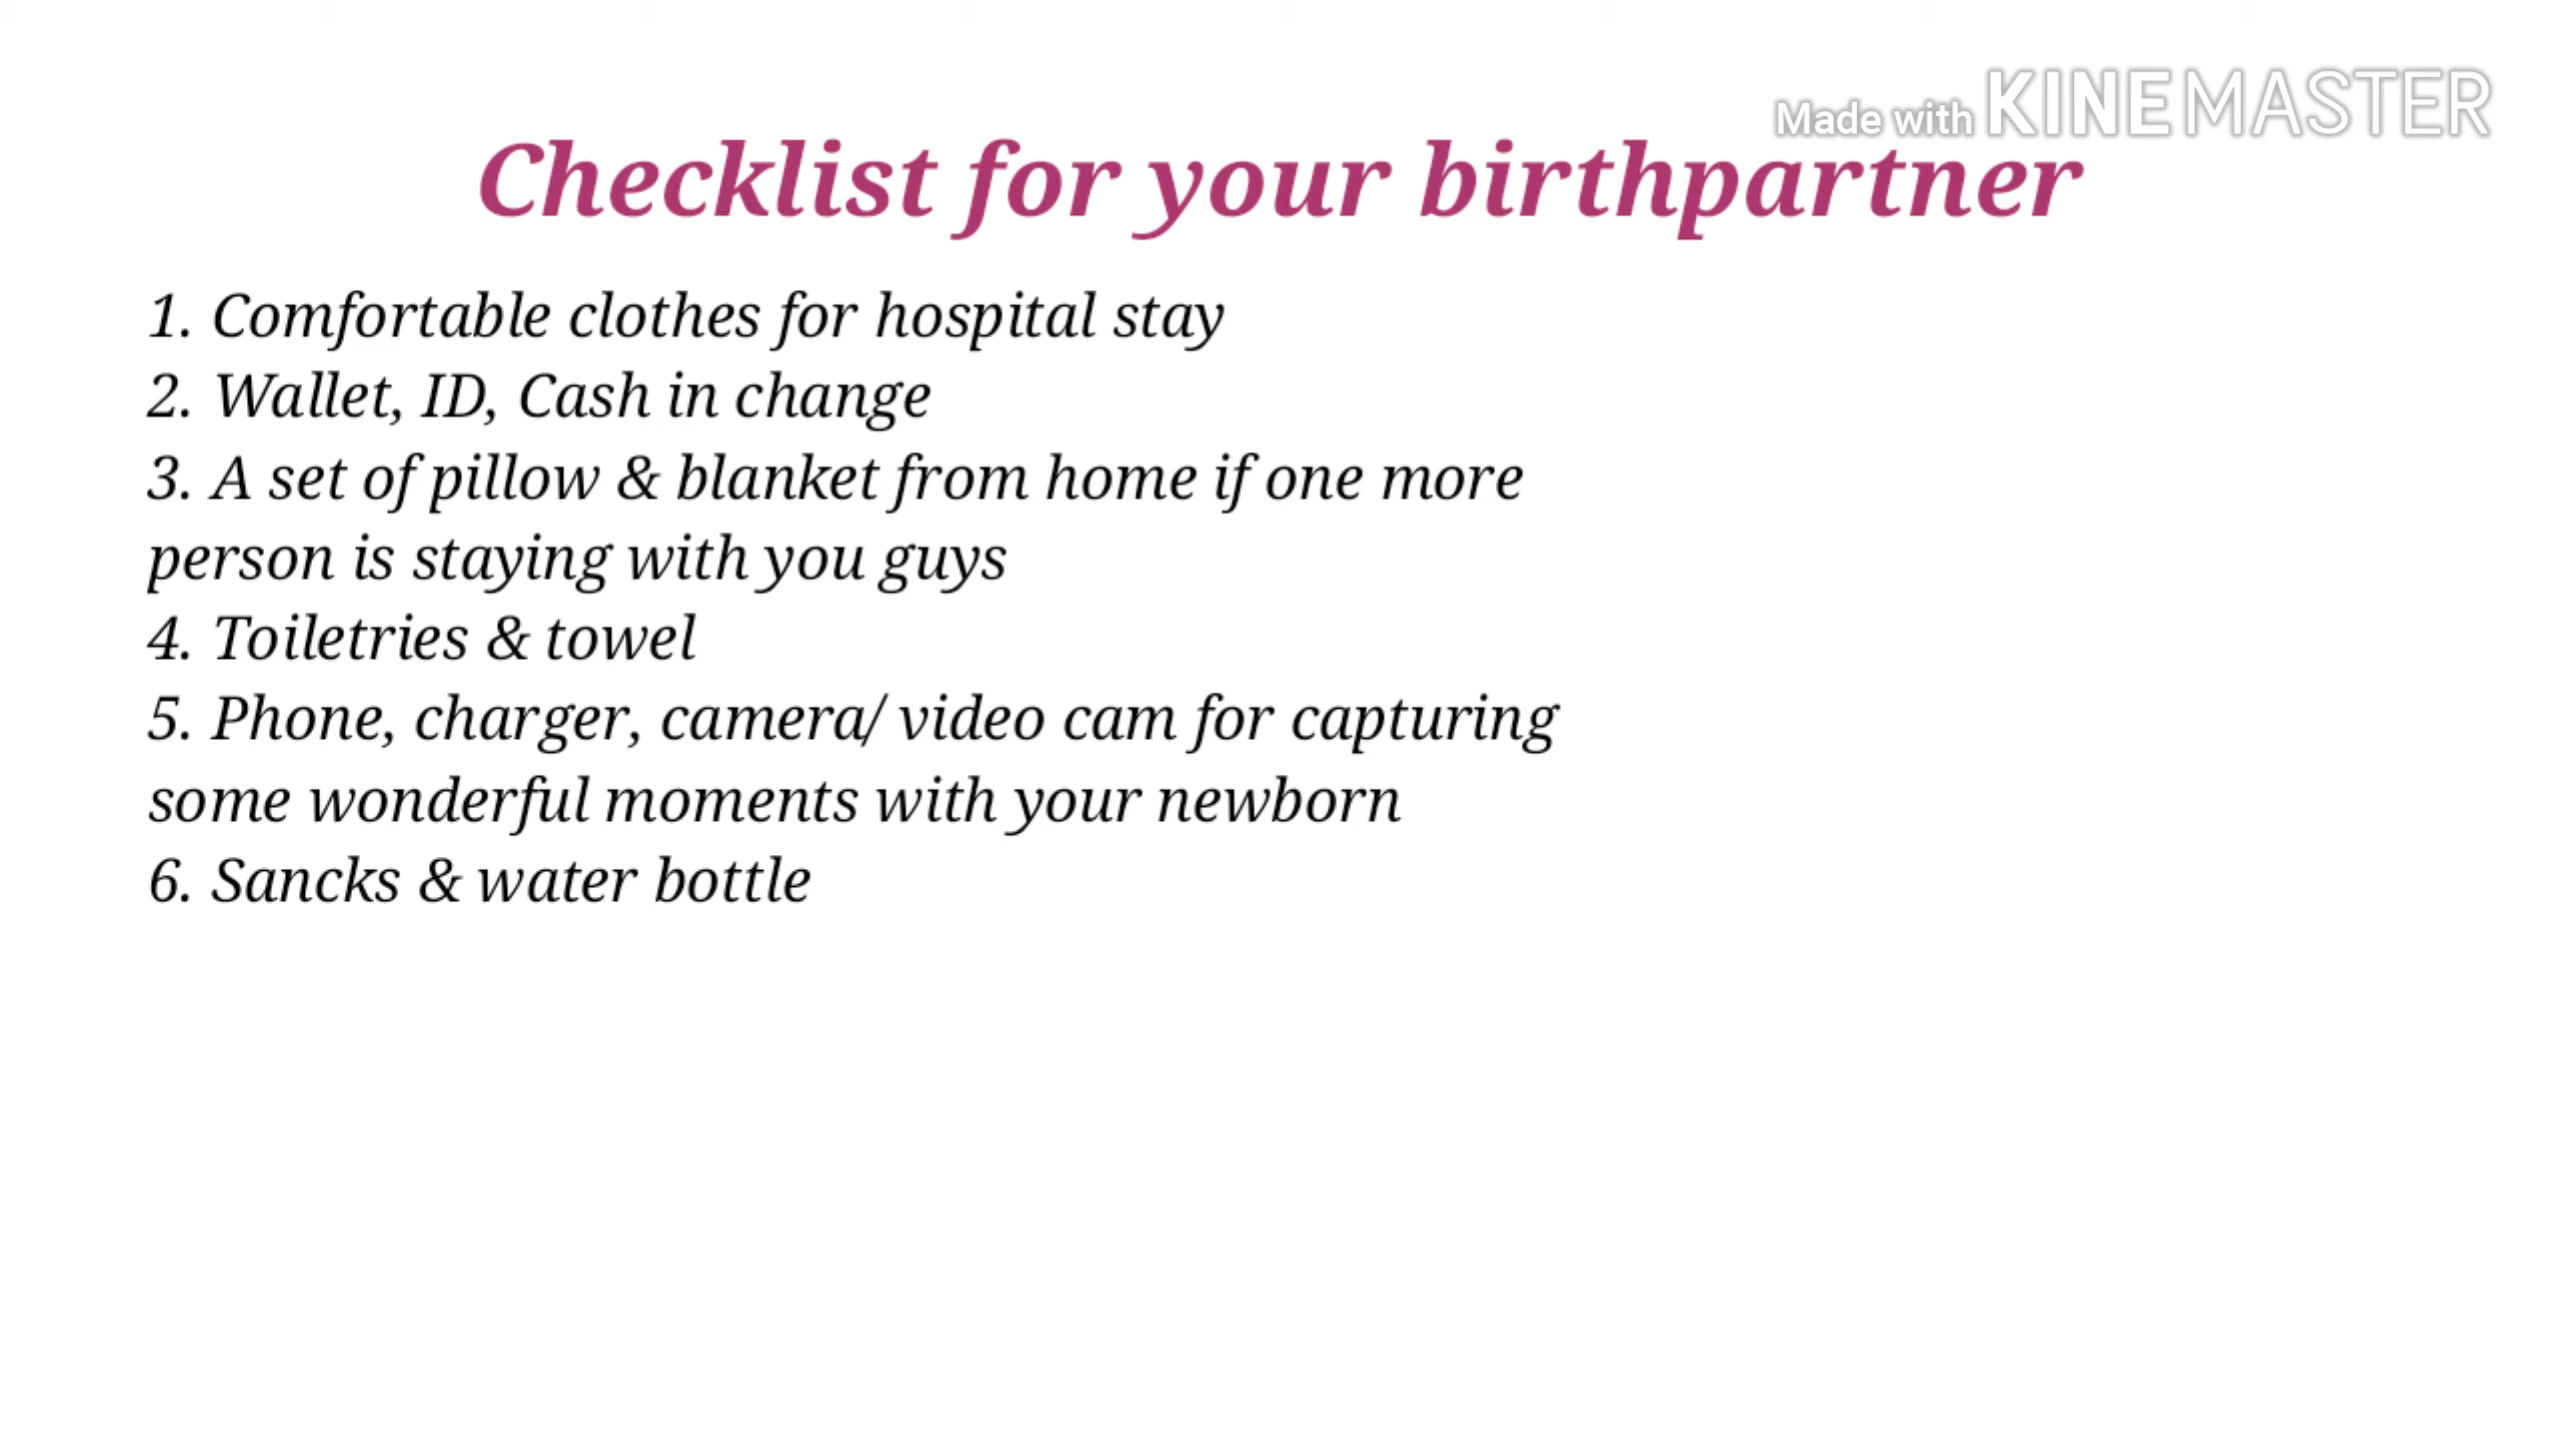 Made with KINEMASTER
Checklist for your birthpartner
1. Comfortable clothes for hospital stay
2. Wallet, ID, Cash in change
3. A set of pillow & blanket from home if one more
person is staying with you guys
4. Toiletries & towel
5. Phone, charger, camera/ video cam for capturing
some wonderful moments with your newborn
6. Sancks & water bottle